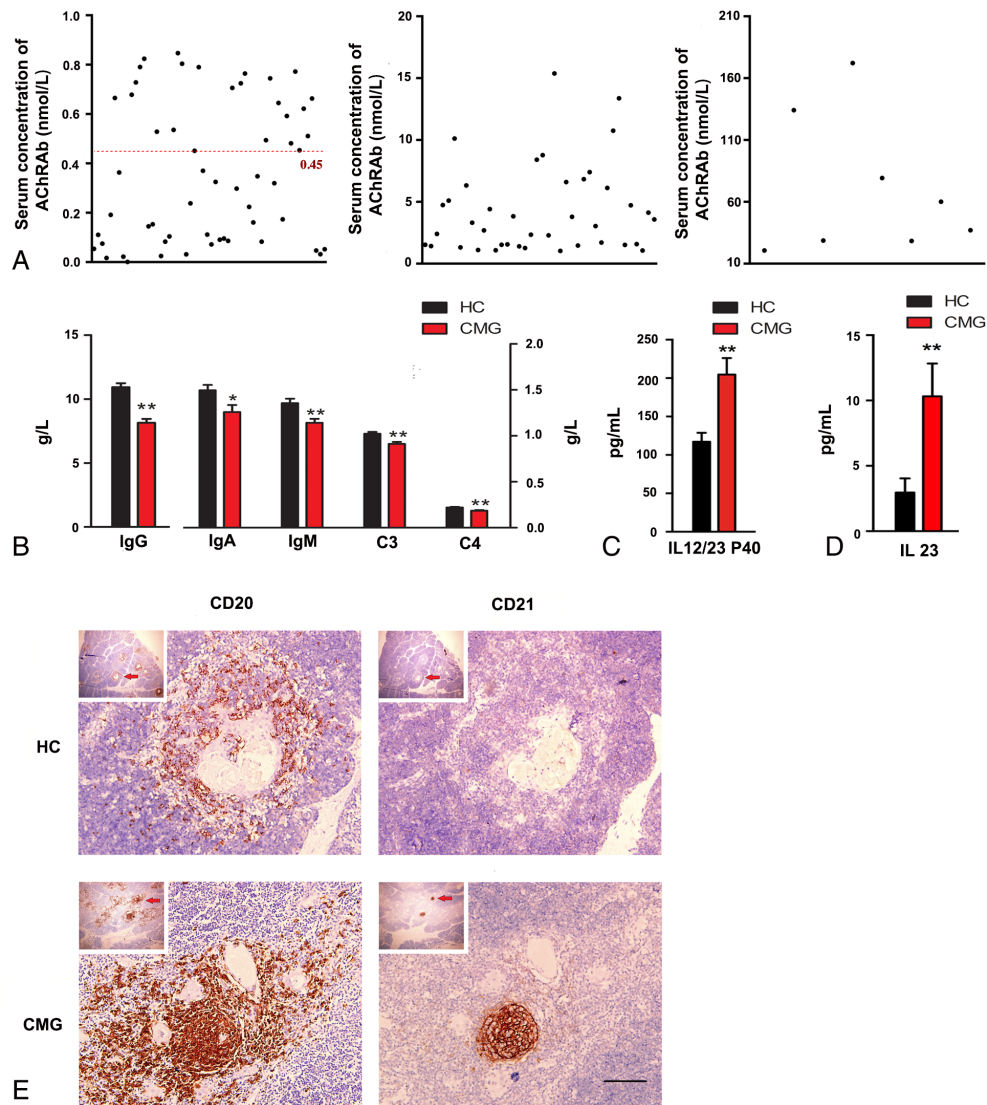 Serum concentration of
AChRAb (nmol/L)
1.0
0.8
0.6
0.4
0.2
0.0
0.45
Serum concentration of
AChRAb (nmol/L)
20
15
10
5
0
Serum concentration of
AChRAb (nmol/L)
210
160
110
60
10
A
HC
CMG
g/L
15
10
5
0
** * ** ** **
2.0
1.5
1.0
0.5
0.0
g/L
IgG IgA IgM C3 C4
B
HC
CMG
pg/mL
250
200
150
100
50
0
**
IL12/23 P40
C
HC
CMG
pg/mL
15
10
5
0
**
IL 23
D
CD20 CD21
HC
CMG
E